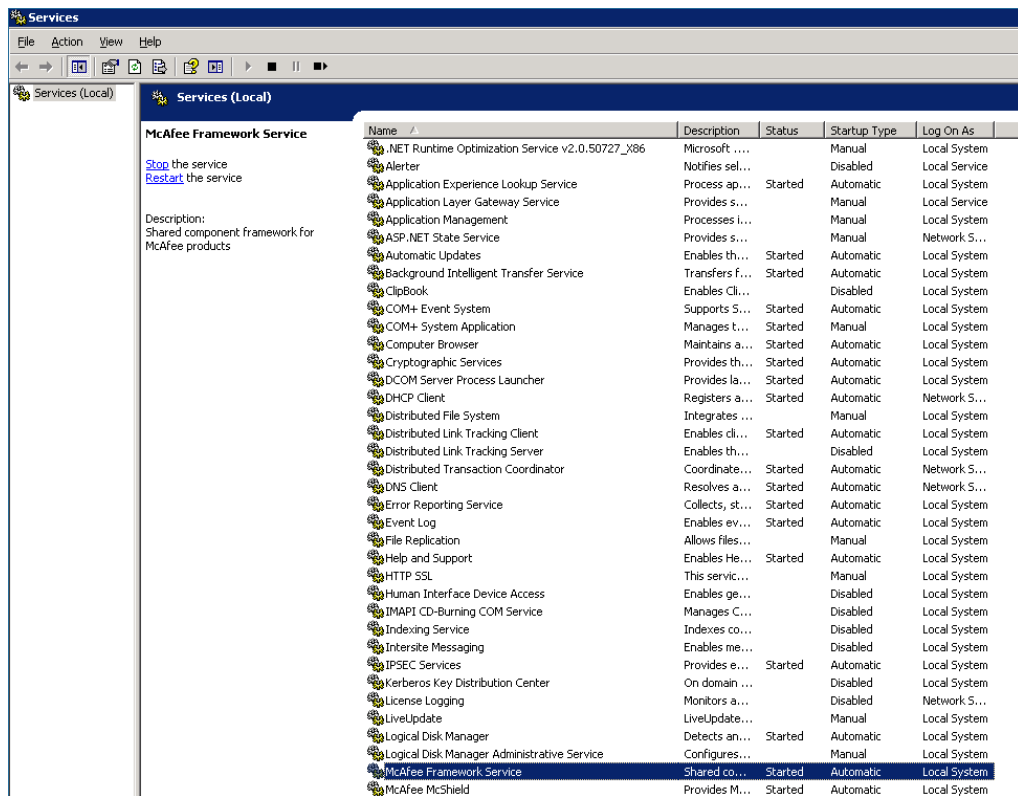 Services
File Action View Help
Services (Local)
Services (Local)
McAfee Framework Service
Stop the service
Restart the service
Description:
Shared component framework for
McAfee products
Name Description Status Startup Type Log On As
.NET Runtime Optimization Service v2.0.50727_X86 Microsoft .... Manual Local System
Alerter Notifies sel... Disabled Local Service
Application Experience Lookup Service Process ap... Started Automatic Local System
Application Layer Gateway Service Provides s... Manual Local Service
Application Management Processes i... Manual Local System
ASP.NET State Service Provides s... Manual Network S...
Automatic Updates Enables th... Started Automatic Local System
Background Intelligent Transfer Service Transfers f... Started Automatic Local System
ClipBook Enables Cli... Disabled Local System
COM+ Event System Supports S... Started Automatic Local System
COM+ System Application Manages t... Started Manual Local System
Computer Browser Maintains a... Started Automatic Local System
Cryptographic Services Provides th... Started Automatic Local System
DCOM Server Process Launcher Provides la... Started Automatic Local System
DHCP Client Registers a... Started Automatic Network S...
Distributed File System Integrates ... Manual Local System
Distributed Link Tracking Client Enables cli... Started Automatic Local System
Distributed Link Tracking Server Enables th... Disabled Local System
Distributed Transaction Coordinator Coordinate... Started Automatic Network S...
DNS Client Resolves a... Started Automatic Network S...
Error Reporting Service Collects, st... Started Automatic Local System
Event Log Enables ev... Started Automatic Local System
File Replication Allows files... Manual Local System
Help and Support Enables He... Started Automatic Local System
HTTP SSL This servic... Manual Local System
Human Interface Device Access Enables ge... Disabled Local System
IMAPI CD-Burning COM Service Manages C... Disabled Local System
Indexing Service Indexes co... Disabled Local System
Intersite Messaging Enables me... Disabled Local System
IPSEC Services Provides e... Started Automatic Local System
Kerberos Key Distribution Center On domain ... Disabled Local System
License Logging Monitors a... Disabled Network S...
LiveUpdate LiveUpdate... Manual Local System
Logical Disk Manager Detects an... Started Automatic Local System
Logical Disk Manager Administrative Service Configures... Manual Local System
McAfee Framework Service Shared co... Started Automatic Local System
McAfee McShield Provides M... Started Automatic Local System